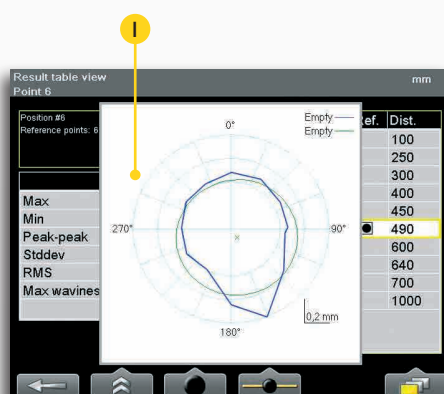 I
Result table view mm
Point 6
Position #6
Reference points: 6
Max
Min
Peak-peak
Stddev
RMS
Max wavines
Empty
Empty
0°
90°
180°
270°
0,2 mm
ef. Dist.
100
250
300
400
450
490
600
640
700
1000